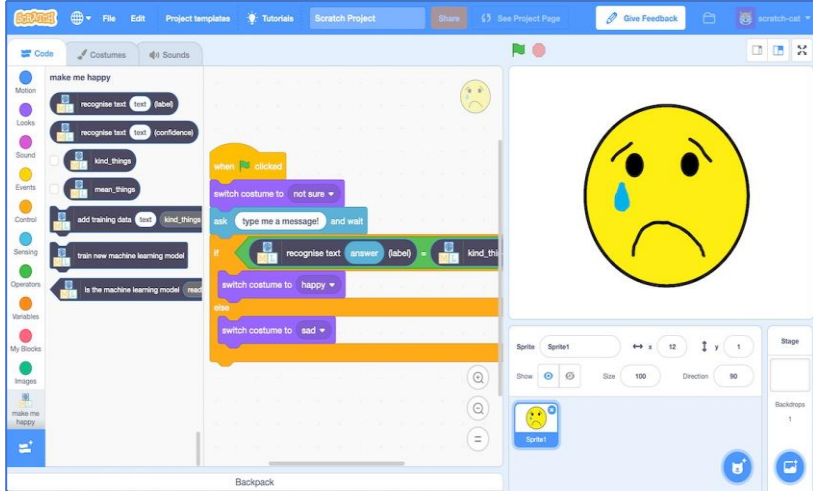 SCRATCH
File Edit Project templates Tutorials Scratch Project Share See Project Page Give Feedback scratch-cat
Code Costumes Sounds
Motion
Looks
Sound
Events
Control
Sensing
Operators
Variables
My Blocks
Images
make me
happy
make me happy
recognise text text (label)
recognise text text (confidence)
kind_things
mean_things
add training data text kind_things
train new machine learning model
Is the machine learning model
when clicked
switch costume to not sure
ask type me a message! and wait
if recognise text answer (label) =
switch costume to happy
else
switch costume to sad
=
Sprite Sprite1 x 12 y 1
Show Size 100 Direction 90
Sprite1
Stage
Backdrops
1
Backpack